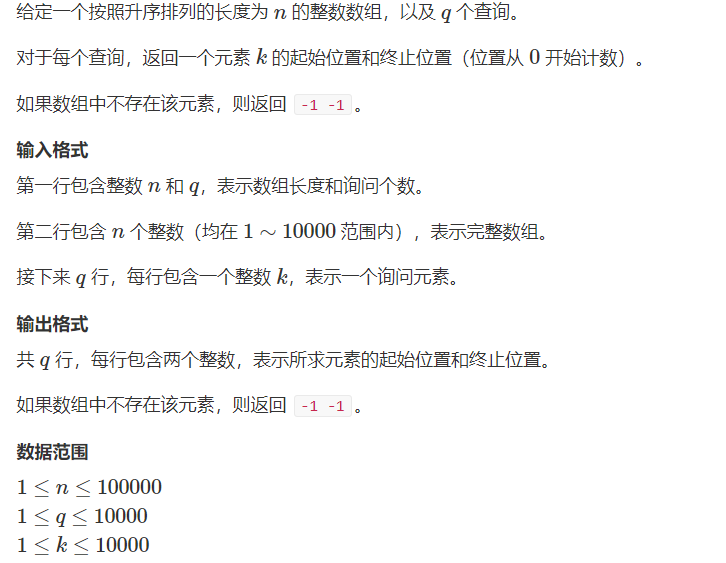 给定一个按照升序排列的长度为 n 的整数数组，以及 q 个查询。
对于每个查询，返回一个元素 k 的起始位置和终止位置（位置从 0 开始计数）。
如果数组中不存在该元素，则返回 -1 -1 。
输入格式
第一行包含整数 n 和 q，表示数组长度和询问个数。
第二行包含 n 个整数（均在 1 ∼ 10000 范围内），表示完整数组。
接下来 q 行，每行包含一个整数 k，表示一个询问元素。
输出格式
共 q 行，每行包含两个整数，表示所求元素的起始位置和终止位置。
如果数组中不存在该元素，则返回 -1 -1 。
数据范围
1 ≤ n ≤ 100000
1 ≤ q ≤ 10000
1 ≤ k ≤ 10000